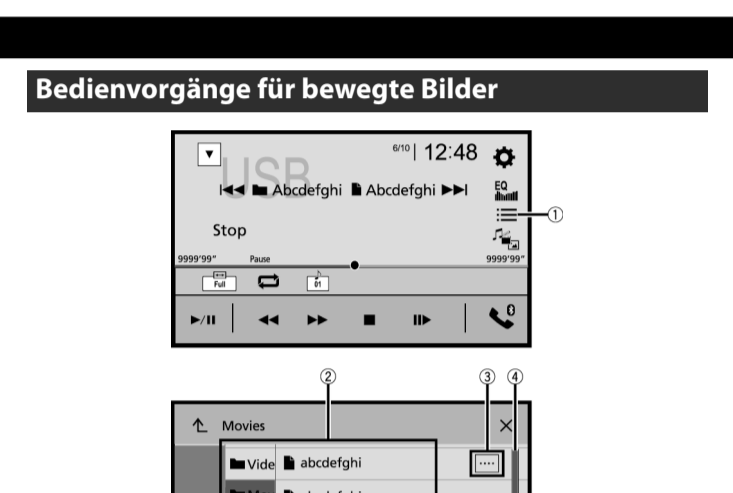 Bedienvorgänge für bewegte Bilder
USB
6/10 12:48
Abcdefghi Abcdefghi
EQ
①
Stop
9999'99" Pause 9999'99"
Full 01
② ③ ④
Movies
Vide abcdefghi